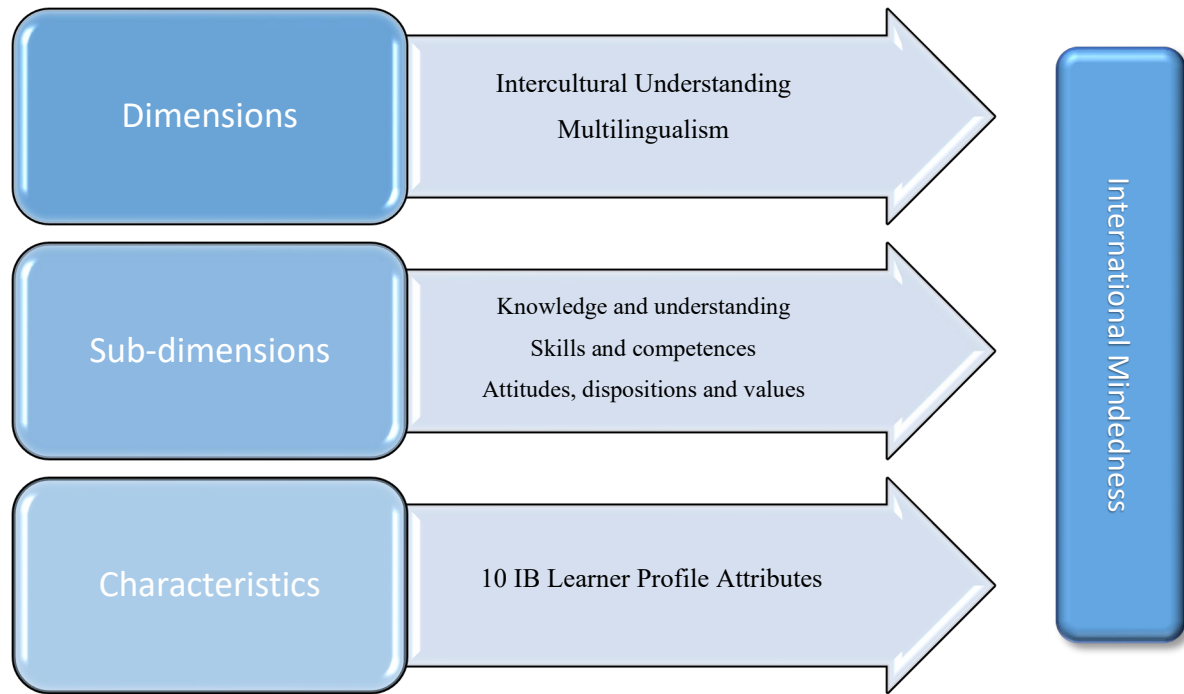 Dimensions
Intercultural Understanding
Multilingualism
Sub-dimensions
Knowledge and understanding
Skills and competences
Attitudes, dispositions and values
Characteristics
10 IB Learner Profile Attributes
International Mindedness